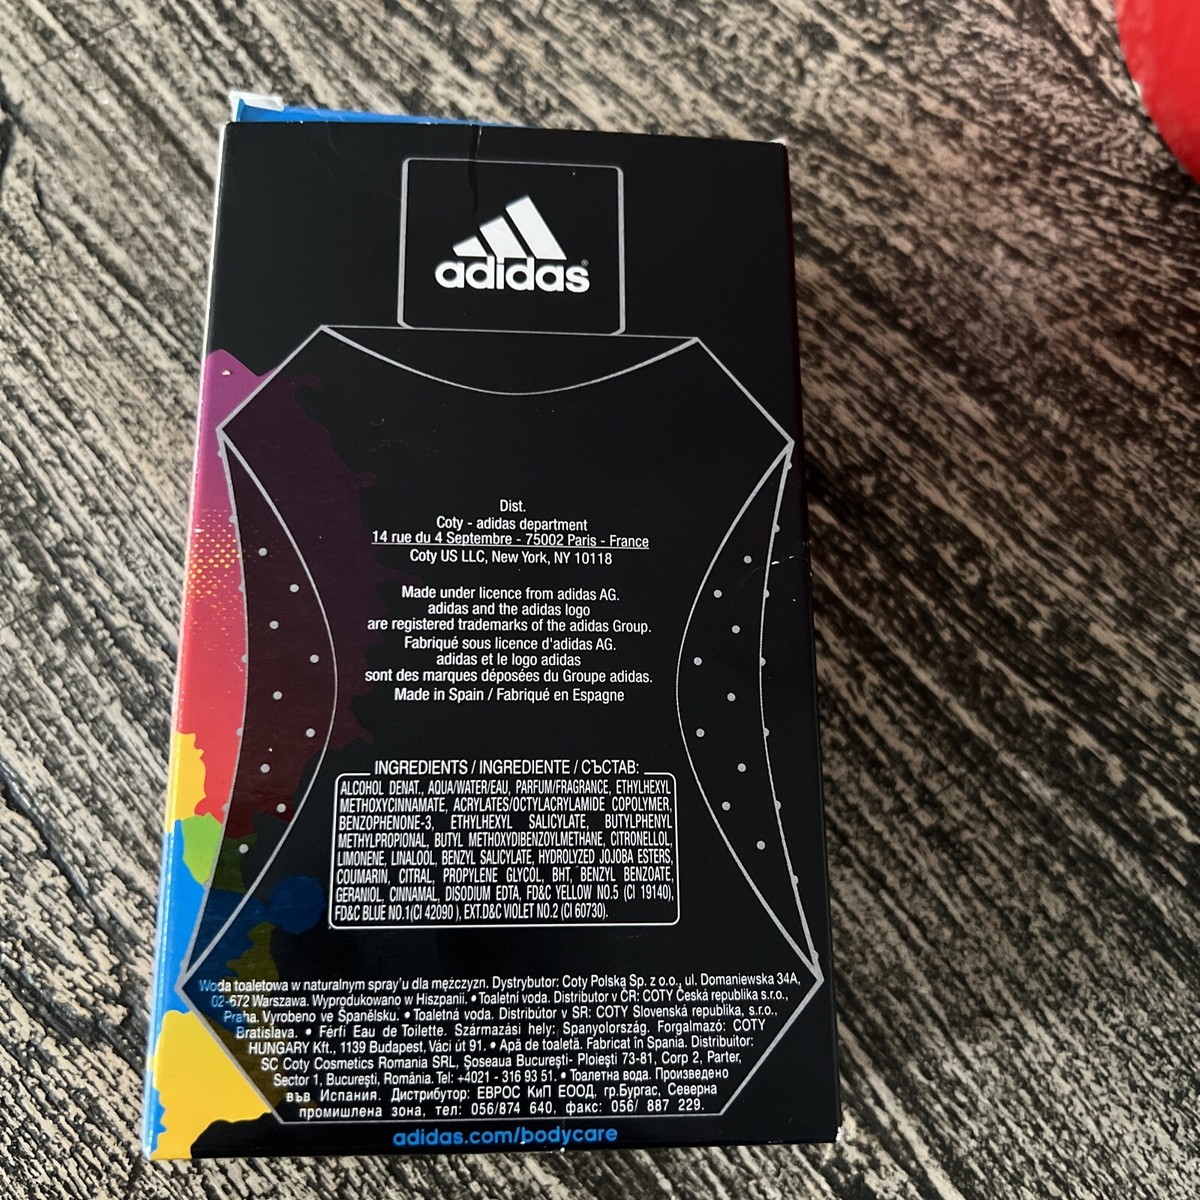 adidas®
Dist.
Coty - adidas department
14 rue du 4 Septembre - 75002 Paris - France
Coty US LLC, New York, NY 10118
Made under licence from adidas AG.
adidas and the adidas logo
are registered trademarks of the adidas Group.
Fabriqué sous licence d'adidas AG.
adidas et le logo adidas
sont des marques déposées du Groupe adidas.
Made in Spain / Fabriqué en Espagne
INGREDIENTS / INGREDIENTE / СЪСТАВ:
ALCOHOL DENAT., AQUA/WATER/EAU, PARFUM/FRAGRANCE, ETHYLHEXYL
METHOXYCINNAMATE, ACRYLATES/OCTYLACRYLAMIDE COPOLYMER,
BENZOPHENONE-3, ETHYLHEXYL SALICYLATE, BUTYLPHENYL
METHYLPROPIONAL, BUTYL METHOXYDIBENZOYLMETHANE, CITRONELLOL,
LIMONENE, LINALOOL, BENZYL SALICYLATE, HYDROLYZED JOJOBA ESTERS,
COUMARIN, CITRAL, PROPYLENE GLYCOL, BHT, BENZYL BENZOATE,
GERANIOL, CINNAMAL, DISODIUM EDTA, FD&C YELLOW NO.5 (CI 19140),
FD&C BLUE NO.1(CI 42090 ), EXT.D&C VIOLET NO.2 (CI 60730).
Woda toaletowa w naturalnym spray'u dla mężczyzn. Dystrybutor: Coty Polska Sp. z o.o., ul. Domaniewska 34A,
02-672 Warszawa. Wyprodukowano w Hiszpanii. • Toaletní voda. Distributor v ČR: COTY Česká republika s.r.o.,
Praha. Vyrobeno ve Španělsku. • Toaletná voda. Distribútor v SR: COTY Slovenská republika, s.r.o.,
Bratislava. • Férfi Eau de Toilette. Származási hely: Spanyolország. Forgalmazó: COTY
HUNGARY Kft., 1139 Budapest, Váci út 91. • Apă de toaletă. Fabricat în Spania. Distribuitor:
SC Coty Cosmetics Romania SRL, Şoseaua Bucureşti- Ploieşti 73-81, Corp 2, Parter,
Sector 1, Bucureşti, România. Tel: +4021 - 316 93 51. • Тоалетна вода. Произведено
във Испания. Дистрибутор: ЕВРОС КиП ЕООД, гр.Бургас, Северна
промишлена зона, тел: 056/874 640, факс: 056/ 887 229.
adidas.com/bodycare